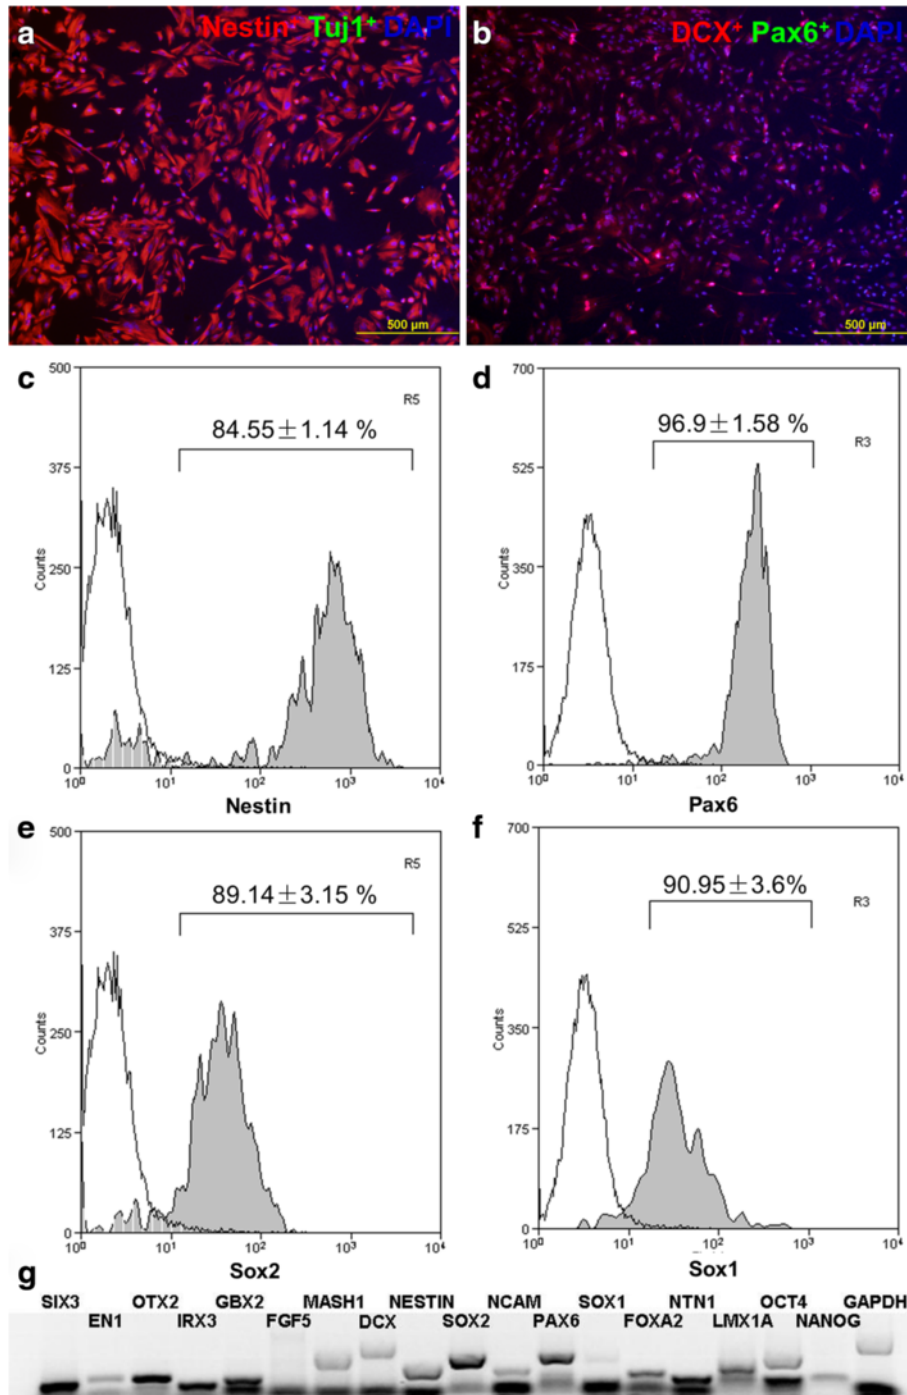 a Nestin⁺ Tuj1⁺ DAPI
b DCX⁺ Pax6⁺ DAPI
500 µm
500 µm
c
500
375
250
125
0
Counts
R5
84.55±1.14 %
10⁰ 10¹ 10² 10³ 10⁴
Nestin
d
700
525
350
175
0
Counts
R3
96.9±1.58 %
10⁰ 10¹ 10² 10³ 10⁴
Pax6
e
500
375
250
125
0
Counts
R5
89.14±3.15 %
10⁰ 10¹ 10² 10³ 10⁴
Sox2
f
700
525
350
175
0
Counts
R3
90.95±3.6%
10⁰ 10¹ 10² 10³ 10⁴
Sox1
g
SIX3 OTX2 GBX2 MASH1 NESTIN NCAM SOX1 NTN1 OCT4 GAPDH
EN1 IRX3 FGF5 DCX SOX2 PAX6 FOXA2 LMX1A NANOG